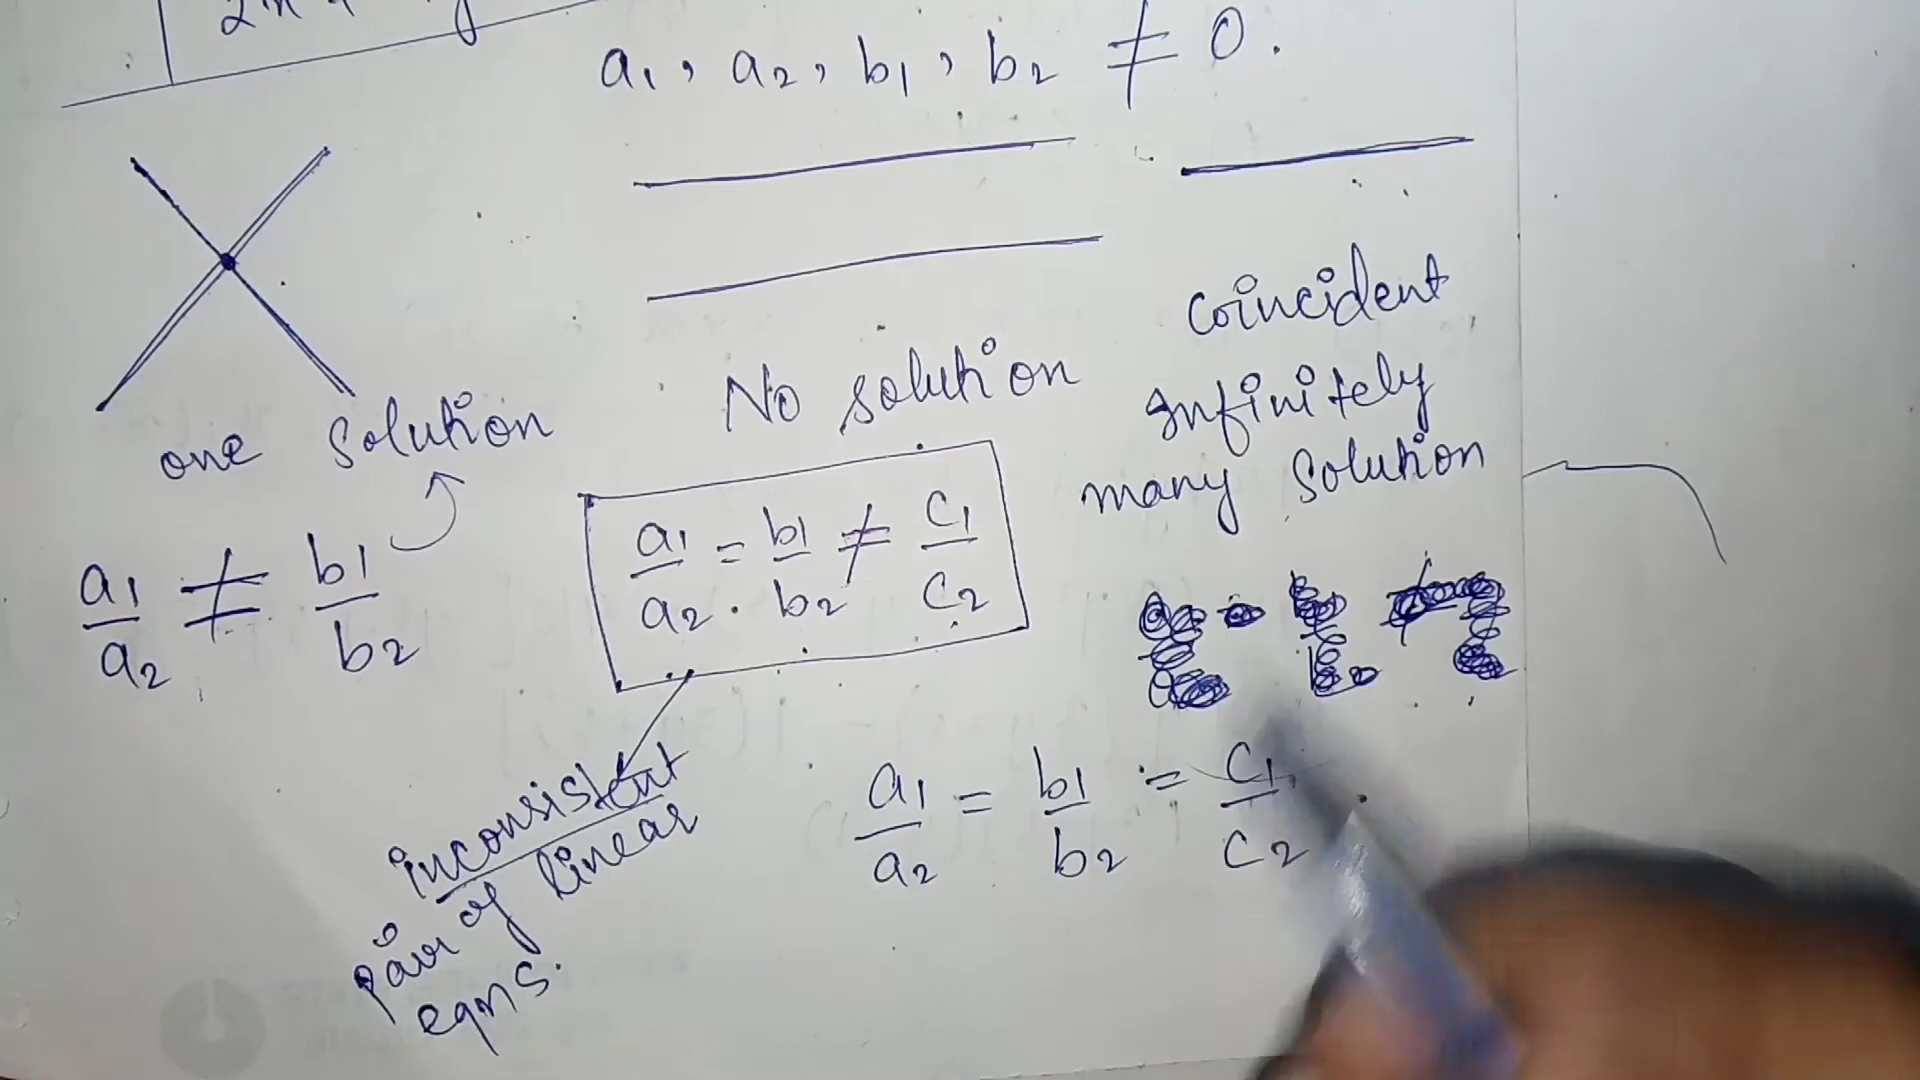 a₁, a₂, b₁, b₂ ≠ 0.
one solution
a₁/a₂ ≠ b₁/b₂
No solution
a₁/a₂ = b₁/b₂ ≠ c₁/c₂
inconsistent
pair of linear
eqns.
coincident
Infinitely
many solution
a₁/a₂ = b₁/b₂ = c₁/c₂